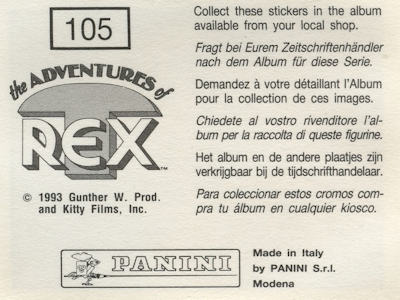 105
the ADVENTURES of
T-REX™
© 1993 Gunther W. Prod.
and Kitty Films, Inc.
Collect these stickers in the album
available from your local shop.
Fragt bei Eurem Zeitschriftenhändler
nach dem Album für diese Serie.
Demandez à votre détaillant l'Album
pour la collection de ces images.
Chiedete al vostro rivenditore l'al-
bum per la raccolta di queste figurine.
Het album en de andere plaatjes zijn
verkrijgbaar bij de tijdschrifthandelaar.
Para coleccionar estos cromos com-
pra tu álbum en cualquier kiosco.
PANINI
Made in Italy
by PANINI S.r.l.
Modena